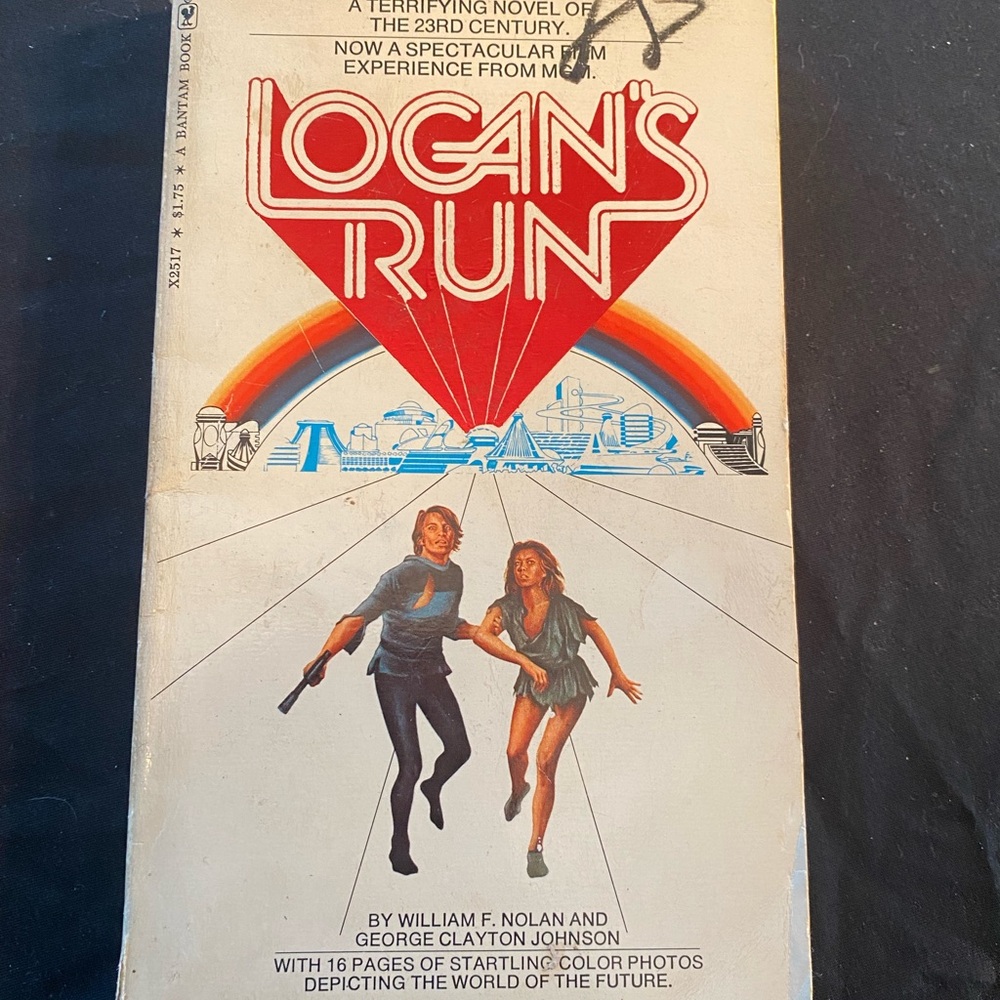 A TERRIFYING NOVEL OF
THE 23RD CENTURY.
NOW A SPECTACULAR FILM
EXPERIENCE FROM MGM.
LOGAN'S
RUN
X2517 * $1.75 * A BANTAM BOOK
BY WILLIAM F. NOLAN AND
GEORGE CLAYTON JOHNSON
WITH 16 PAGES OF STARTLING COLOR PHOTOS
DEPICTING THE WORLD OF THE FUTURE.